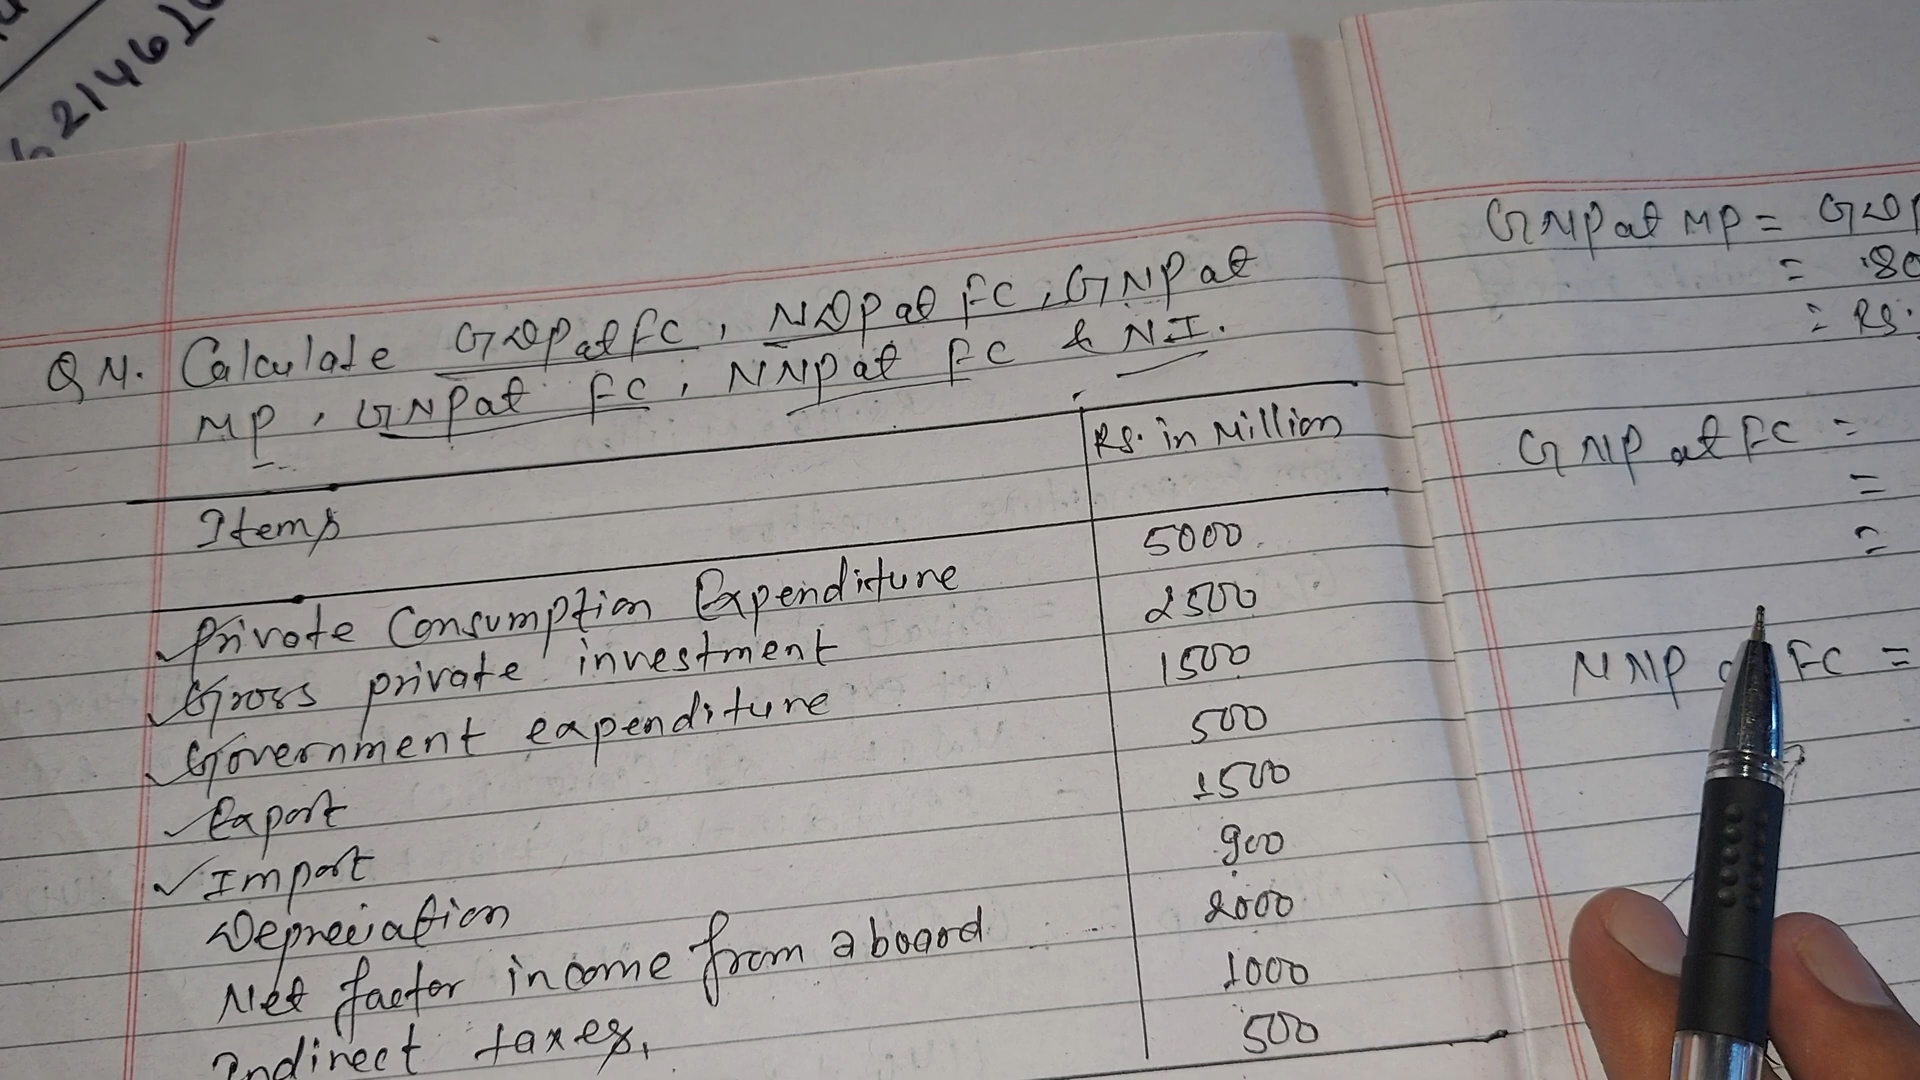 621461
Q N. Calculate GDP at FC, NDP at FC, GNP at
MP, GNP at FC, NNP at FC & N.I.
Items
Rs. in Million
Private Consumption Expenditure
5000
Gross private investment
2500
Government expenditure
1500
Export
500
Import
1500
Depreciation
900
Net factor income from aboard
2000
Indirect taxes,
1000
500
GNP at MP = GDP
= 80
= Rs.
GNP at FC =
=
=
NNP FC =